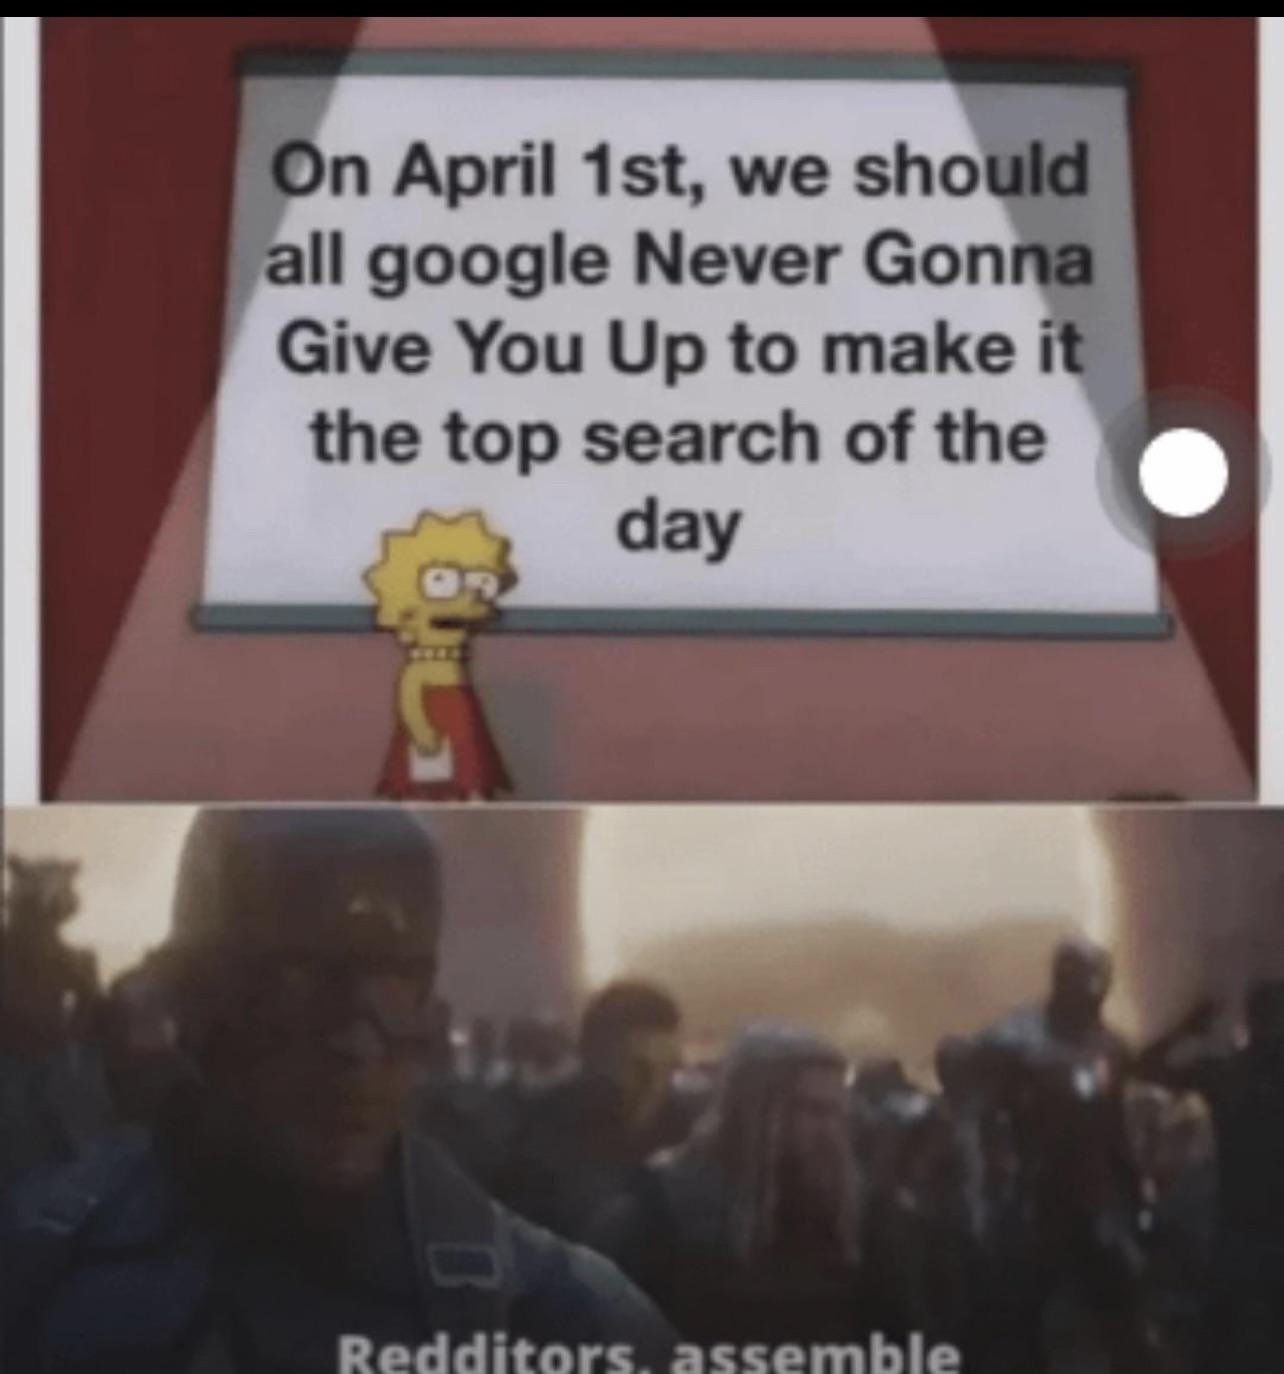 On April 1st, we should
all google Never Gonna
Give You Up to make it
the top search of the
day
Redditors, assemble